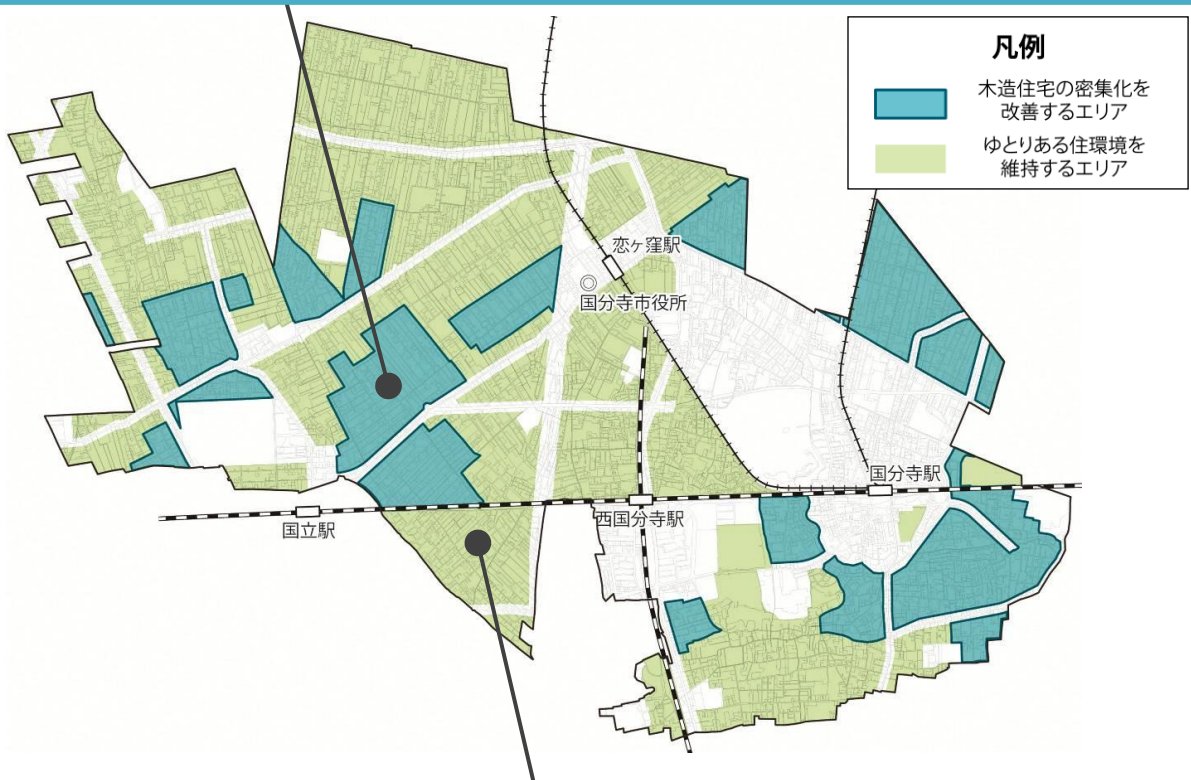 凡例
木造住宅の密集化を
改善するエリア
ゆとりある住環境を
維持するエリア
恋ヶ窪駅
国分寺市役所
国分寺駅
西国分寺駅
国立駅